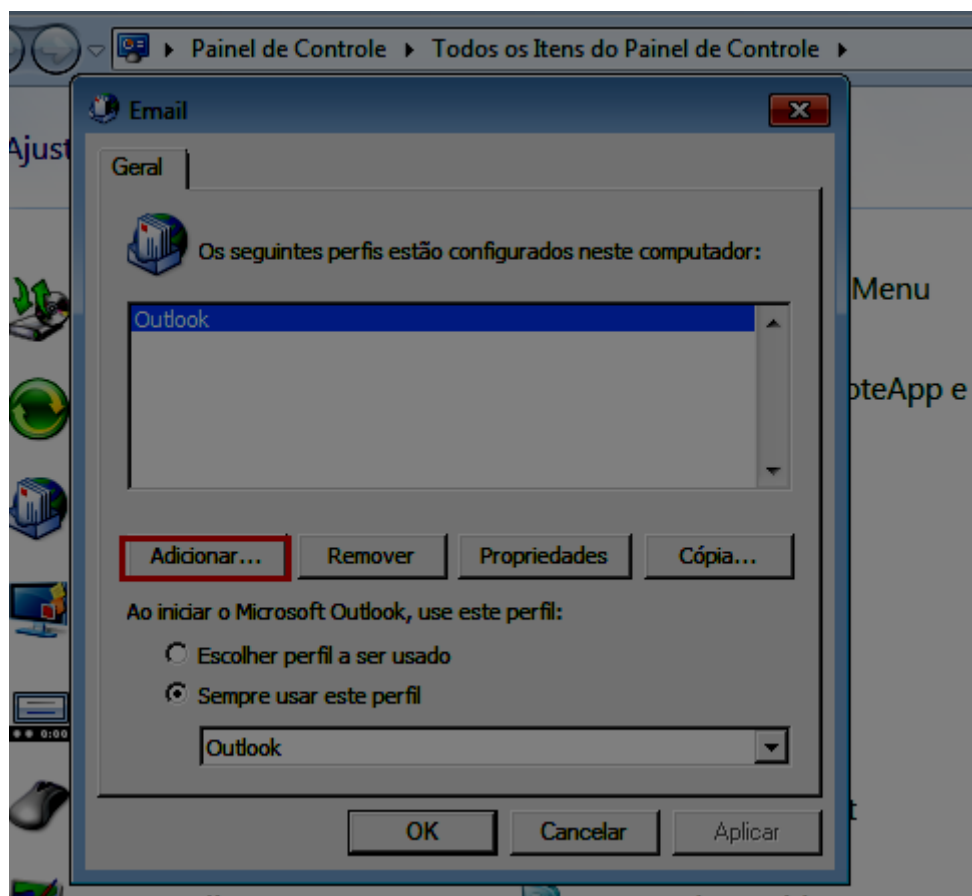 Painel de Controle Todos os Itens do Painel de Controle
Email
Ajust
Geral
Os seguintes perfis estão configurados neste computador:
Menu
Outlook
oteApp e
Adicionar... Remover Propriedades Cópia...
Ao iniciar o Microsoft Outlook, use este perfil:
Escolher perfil a ser usado
Sempre usar este perfil
0:00
Outlook
t
OK Cancelar Aplicar